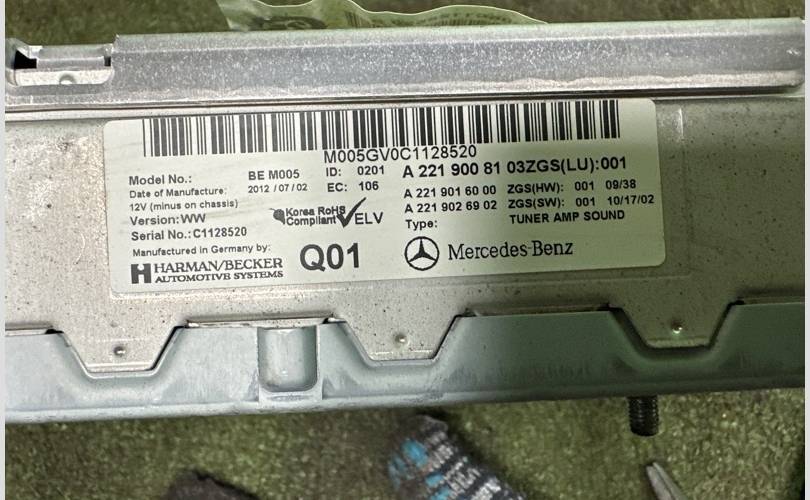 M005GV0C1128520
Model No.: BE M005 ID: 0201 A 221 900 81 03ZGS(LU):001
Date of Manufacture: 2012 / 07 / 02 EC: 106 A 221 901 60 00 ZGS(HW): 001 09/38
12V (minus on chassis) A 221 902 69 02 ZGS(SW): 001 10/17/02
Version: WW Korea RoHS Compliant ELV Type: TUNER AMP SOUND
Serial No.: C1128520
Manufactured in Germany by:
HARMAN/BECKER
AUTOMOTIVE SYSTEMS
Q01
Mercedes-Benz